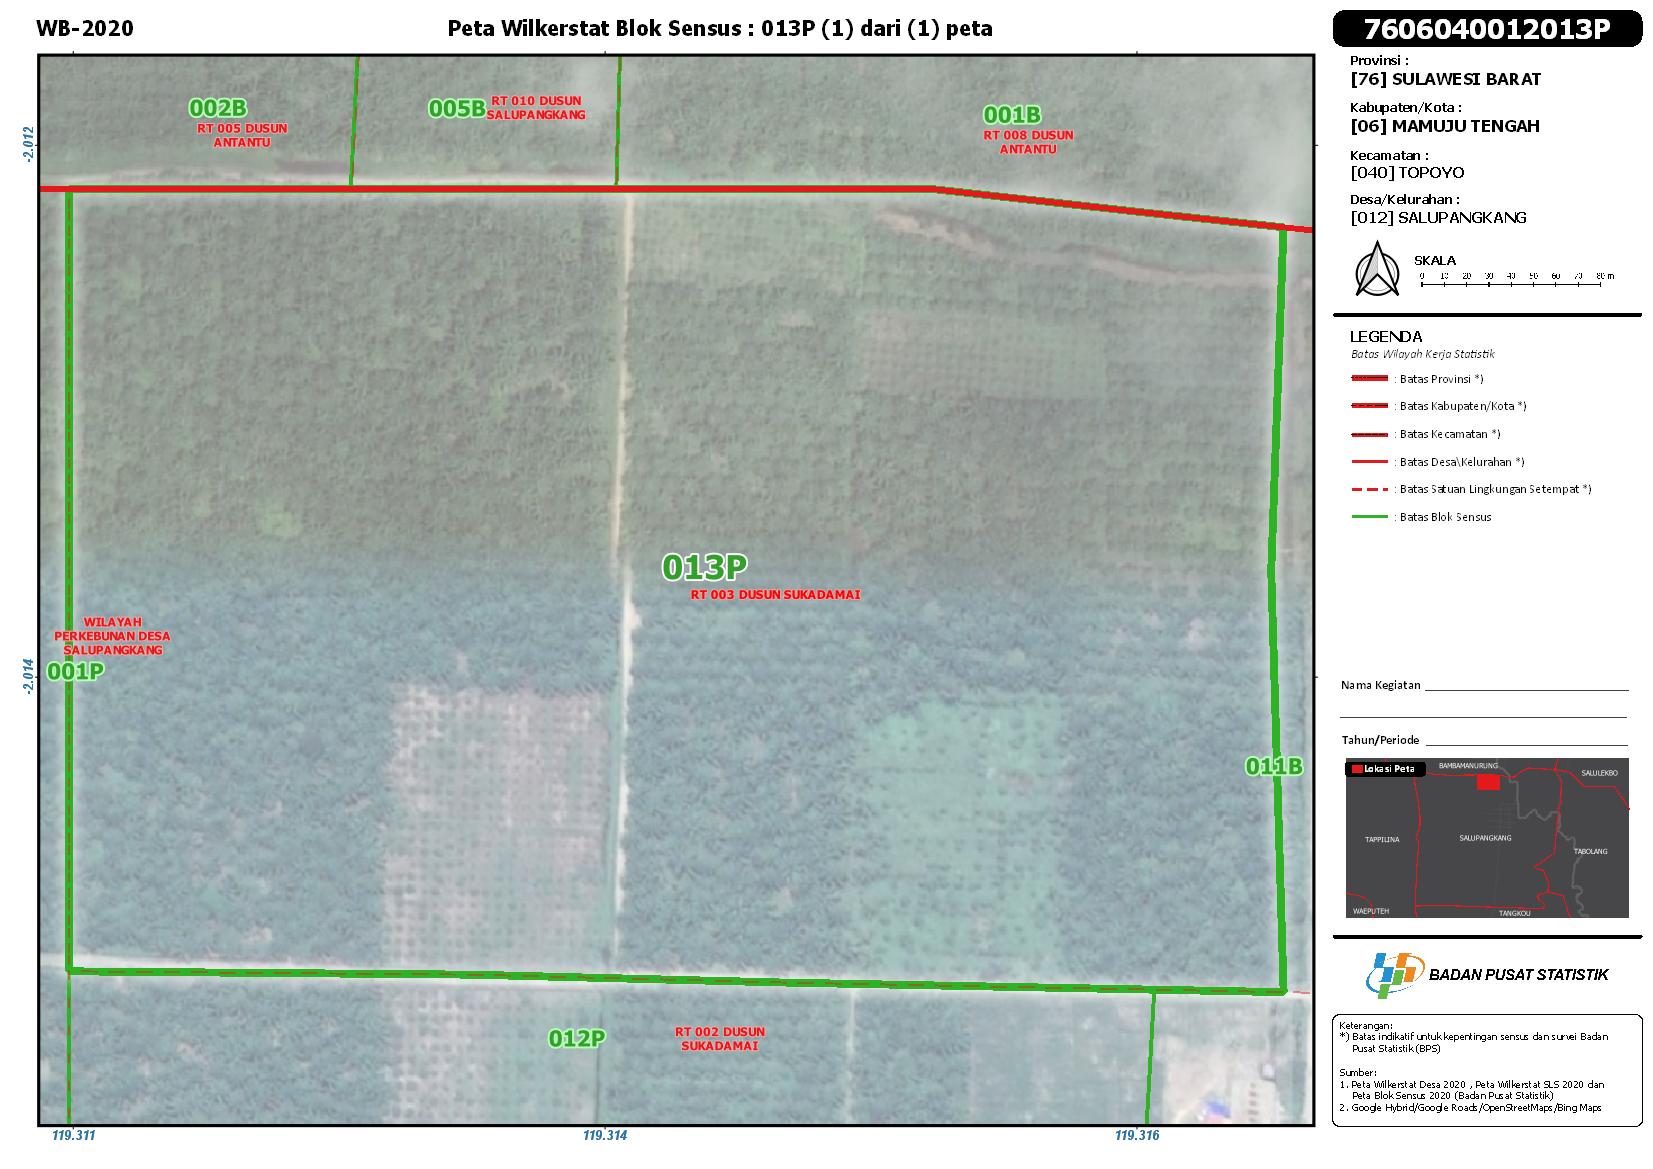 WB-2020
Peta Wilkerstat Blok Sensus : 013P (1) dari (1) peta
7606040012013P
Provinsi :
[76] SULAWESI BARAT
Kabupaten/Kota :
[06] MAMUJU TENGAH
Kecamatan :
[040] TOPOYO
Desa/Kelurahan :
[012] SALUPANGKANG
SKALA
0 10 20 30 40 50 60 70 80 m
LEGENDA
Batas Wilayah Kerja Statistik
: Batas Provinsi *)
: Batas Kabupaten/Kota *)
: Batas Kecamatan *)
: Batas Desa\Kelurahan *)
: Batas Satuan Lingkungan Setempat *)
: Batas Blok Sensus
002B
RT 005 DUSUN
ANTANTU
005B
RT 010 DUSUN
SALUPANGKANG
001B
RT 008 DUSUN
ANTANTU
-2.012
013P
RT 003 DUSUN SUKADAMAI
WILAYAH
PERKEBUNAN DESA
SALUPANGKANG
001P
-2.014
011B
012P
RT 002 DUSUN
SUKADAMAI
119.311
119.314
119.316
Nama Kegiatan
Tahun/Periode
Lokasi Peta
BAMBAMANURUNG
SALULEKBO
TAPPILINA
SALUPANGKANG
TABOLANG
WAEPUTEH
TANGKOU
BADAN PUSAT STATISTIK
Keterangan:
*) Batas indikatif untuk kepentingan sensus dan survei Badan
Pusat Statistik (BPS)
Sumber:
1. Peta Wilkerstat Desa 2020 , Peta Wilkerstat SLS 2020 dan
Peta Blok Sensus 2020 (Badan Pusat Statistik)
2. Google Hybrid/Google Roads/OpenStreetMaps/Bing Maps